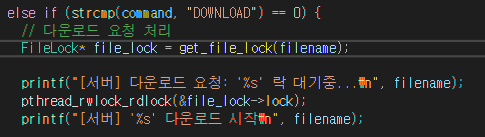 else if (strcmp(command, "DOWNLOAD") == 0) {
// 다운로드 요청 처리
FileLock* file_lock = get_file_lock(filename);
printf("[서버] 다운로드 요청: '%s' 락 대기중...₩n", filename);
pthread_rwlock_rdlock(&file_lock->lock);
printf("[서버] '%s' 다운로드 시작₩n", filename);